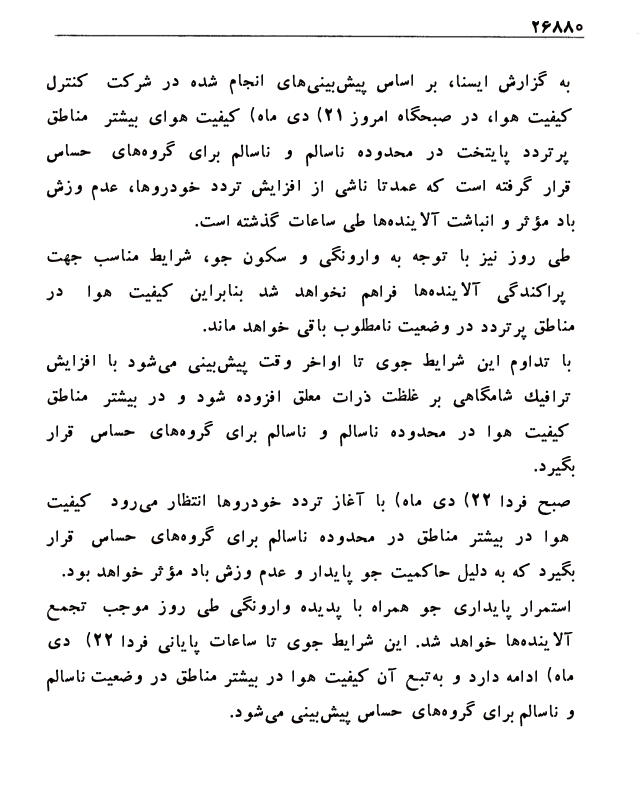 ۲۶۸۸۰
به گزارش ایسنا، بر اساس پیش‌بینی‌های انجام شده در شرکت کنترل
کیفیت هوا، در صبحگاه امروز ۲۱) دی ماه) کیفیت هوای بیشتر مناطق
پرتردد پایتخت در محدوده ناسالم و ناسالم برای گروه‌های حساس
قرار گرفته است که عمدتا ناشی از افزایش تردد خودروها، عدم وزش
باد مؤثر و انباشت آلاینده‌ها طی ساعات گذشته است.
طی روز نیز با توجه به وارونگی و سکون جو، شرایط مناسب جهت
پراکندگی آلاینده‌ها فراهم نخواهد شد بنابراین کیفیت هوا در
مناطق پرتردد در وضعیت نامطلوب باقی خواهد ماند.
با تداوم این شرایط جوی تا اواخر وقت پیش‌بینی می‌شود با افزایش
ترافیك شامگاهی بر غلظت ذرات معلق افزوده شود و در بیشتر مناطق
کیفیت هوا در محدوده ناسالم و ناسالم برای گروه‌های حساس قرار
بگیرد.
صبح فردا ۲۲) دی ماه) با آغاز تردد خودروها انتظار می‌رود کیفیت
هوا در بیشتر مناطق در محدوده ناسالم برای گروه‌های حساس قرار
بگیرد که به دلیل حاکمیت جو پایدار و عدم وزش باد مؤثر خواهد بود.
استمرار پایداری جو همراه با پدیده وارونگی طی روز موجب تجمع
آلاینده‌ها خواهد شد. این شرایط جوی تا ساعات پایانی فردا ۲۲) دی
ماه) ادامه دارد و به‌تبع آن کیفیت هوا در بیشتر مناطق در وضعیت ناسالم
و ناسالم برای گروه‌های حساس پیش‌بینی می‌شود.